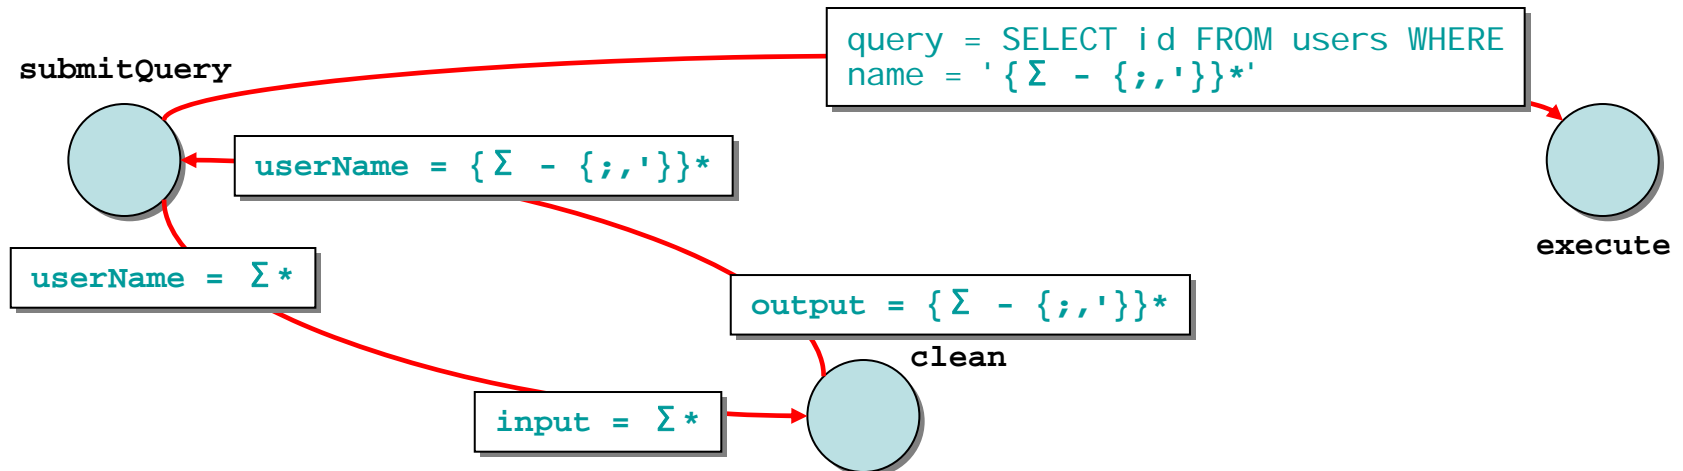 query = SELECT id FROM users WHERE
name = '{Σ - {;,'}}*'
submitQuery
userName = {Σ - {;,'}}*
execute
userName = Σ*
output = {Σ - {;,'}}*
clean
input = Σ*